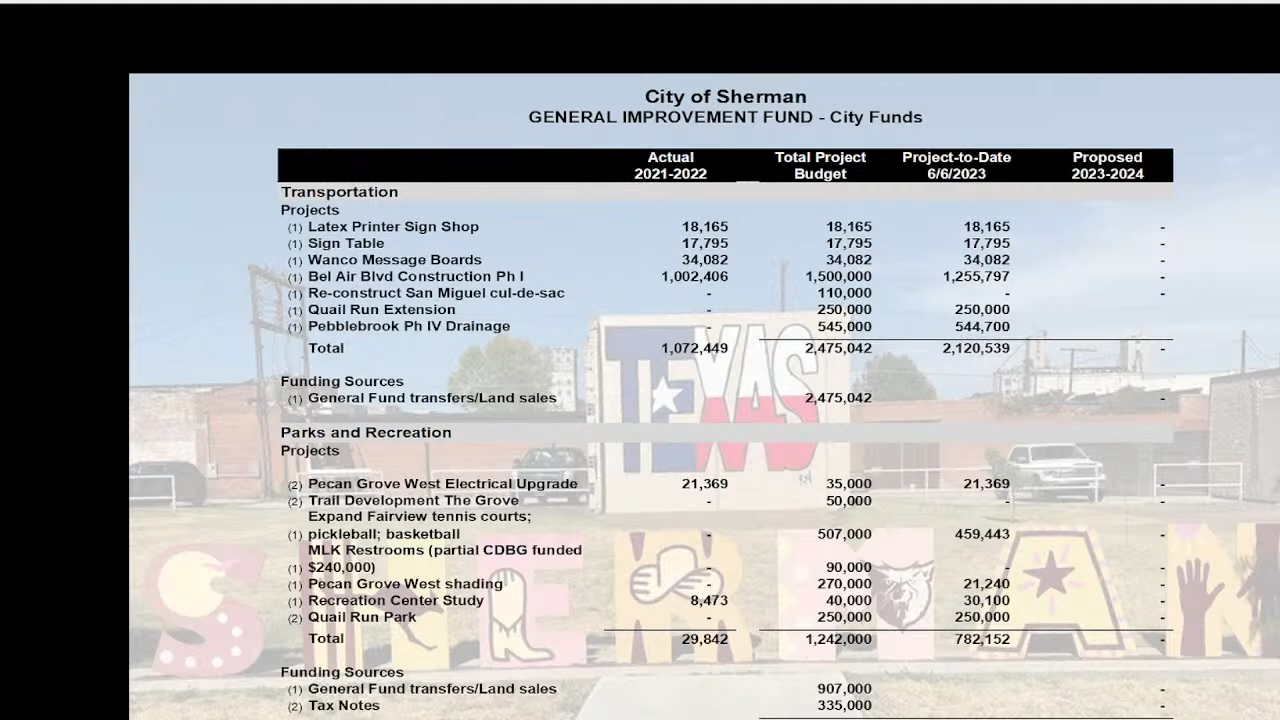 City of Sherman
GENERAL IMPROVEMENT FUND - City Funds
Actual Total Project Project-to-Date Proposed
2021-2022 Budget 6/6/2023 2023-2024
Transportation
Projects
(1) Latex Printer Sign Shop 18,165 18,165 18,165 -
(1) Sign Table 17,795 17,795 17,795 -
(1) Wanco Message Boards 34,082 34,082 34,082 -
(1) Bel Air Blvd Construction Ph I 1,002,406 1,500,000 1,255,797 -
(1) Re-construct San Miguel cul-de-sac - 110,000 - -
(1) Quail Run Extension - 250,000 250,000
(1) Pebblebrook Ph IV Drainage - 545,000 544,700
Total 1,072,449 2,475,042 2,120,539 -
Funding Sources
(1) General Fund transfers/Land sales 2,475,042 -
Parks and Recreation
Projects
(2) Pecan Grove West Electrical Upgrade 21,369 35,000 21,369 -
(2) Trail Development The Grove - 50,000 - -
Expand Fairview tennis courts;
(1) pickleball; basketball - 507,000 459,443 -
MLK Restrooms (partial CDBG funded
(1) $240,000) - 90,000 - -
(1) Pecan Grove West shading - 270,000 21,240 -
(1) Recreation Center Study 8,473 40,000 30,100 -
(2) Quail Run Park - 250,000 250,000 -
Total 29,842 1,242,000 782,152 -
Funding Sources
(1) General Fund transfers/Land sales 907,000 -
(2) Tax Notes 335,000 -
TEXAS
SHERMAN